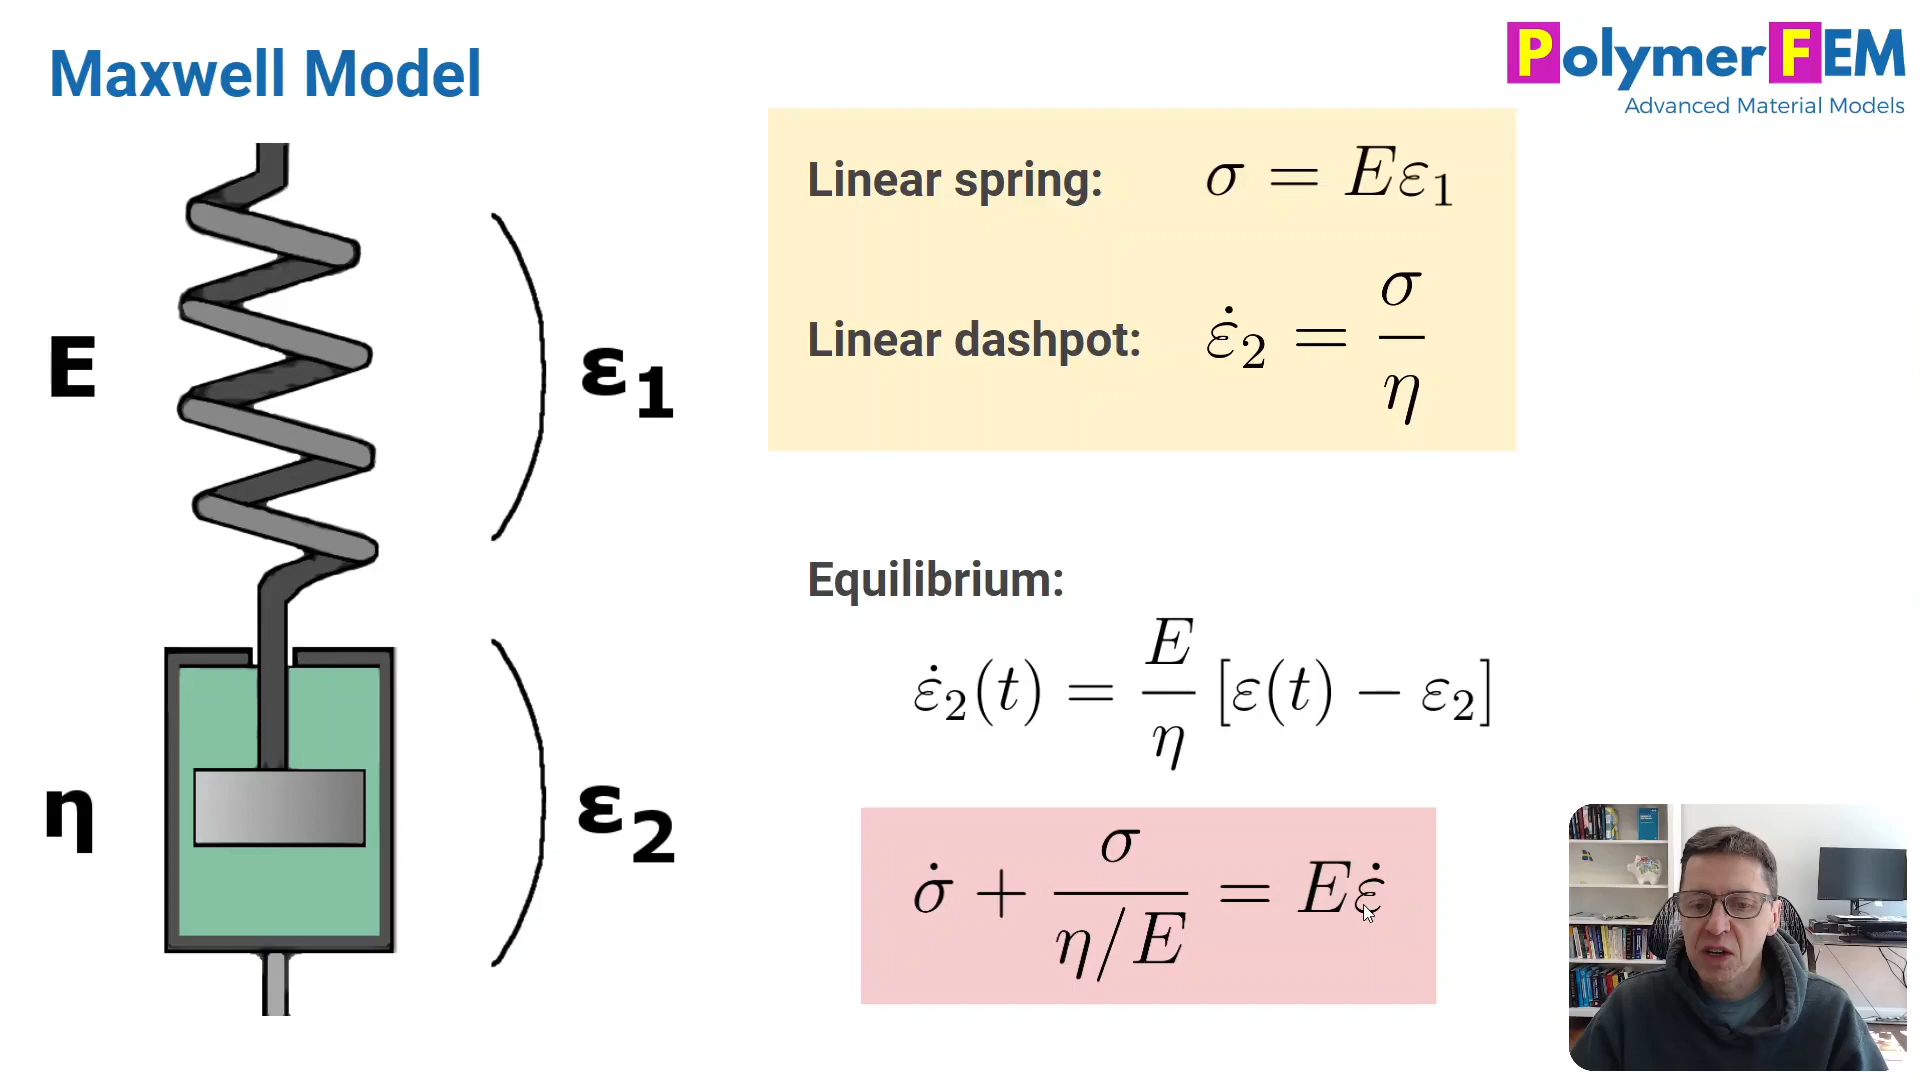 Maxwell Model
PolymerFEM
Advanced Material Models
E
ε₁
η
ε₂
Linear spring: σ = Eε₁
Linear dashpot: ε̇₂ = σ/η
Equilibrium:
ε̇₂(t) = E/η [ε(t) − ε₂]
σ̇ + σ/(η/E) = Eε̇